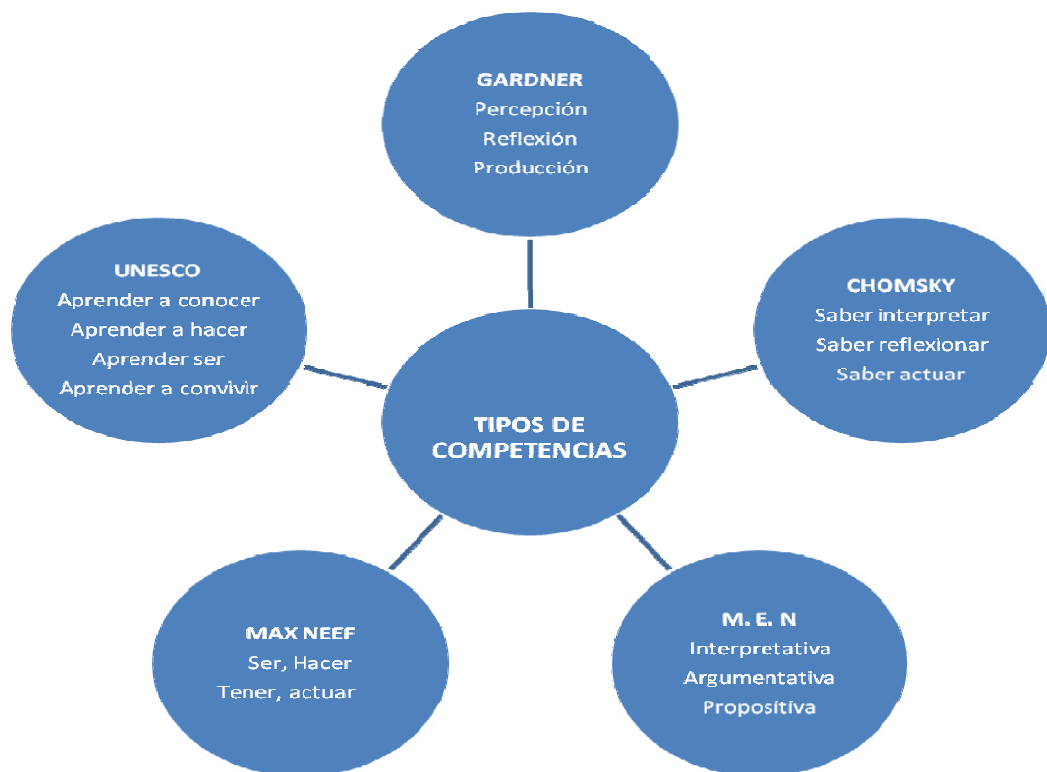 GARDNER
Percepción
Reflexión
Producción
UNESCO
Aprender a conocer
Aprender a hacer
Aprender ser
Aprender a convivir
CHOMSKY
Saber interpretar
Saber reflexionar
Saber actuar
TIPOS DE
COMPETENCIAS
MAX NEEF
Ser, Hacer
Tener, actuar
M. E. N
Interpretativa
Argumentativa
Propositiva